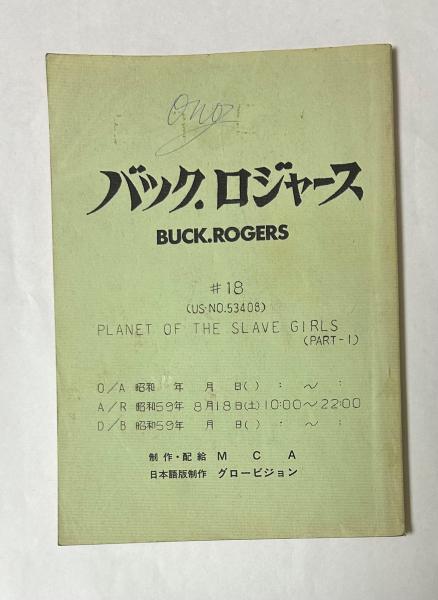 Ono
バック.ロジャース
BUCK.ROGERS
#18
(US-NO.53408)
PLANET OF THE SLAVE GIRLS
(PART-1)
O/A 昭和 年 月 日( ) : ～ :
A/R 昭和59年 8月18日(土) 10:00～22:00
D/B 昭和59年 月 日( ) : ～ :
制作・配給 M C A
日本語版制作 グロービジョン